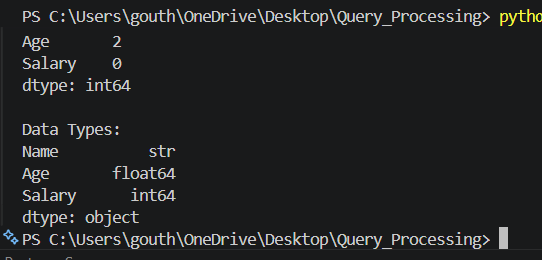 PS C:\Users\gouth\OneDrive\Desktop\Query_Processing> pytho
Age 2
Salary 0
dtype: int64
Data Types:
Name str
Age float64
Salary int64
dtype: object
PS C:\Users\gouth\OneDrive\Desktop\Query_Processing>